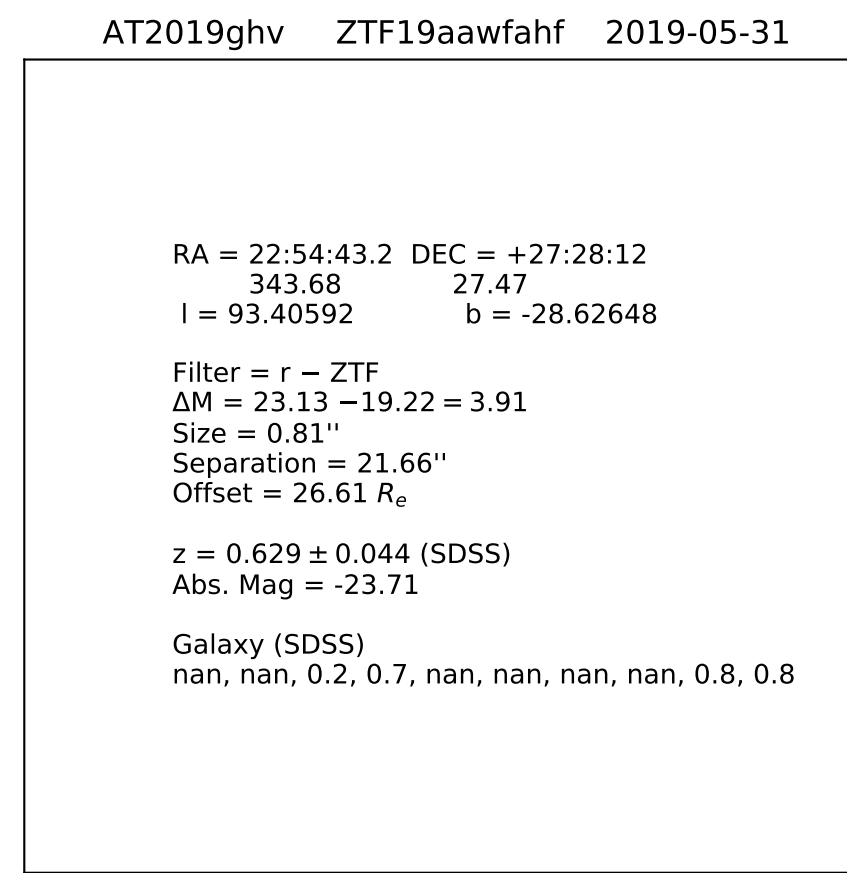 AT2019ghv ZTF19aawfahf 2019-05-31
RA = 22:54:43.2 DEC = +27:28:12
343.68 27.47
l = 93.40592 b = -28.62648
Filter = r − ZTF
ΔM = 23.13 −19.22 = 3.91
Size = 0.81''
Separation = 21.66''
Offset = 26.61 Rₑ
z = 0.629 ± 0.044 (SDSS)
Abs. Mag = -23.71
Galaxy (SDSS)
nan, nan, 0.2, 0.7, nan, nan, nan, nan, 0.8, 0.8